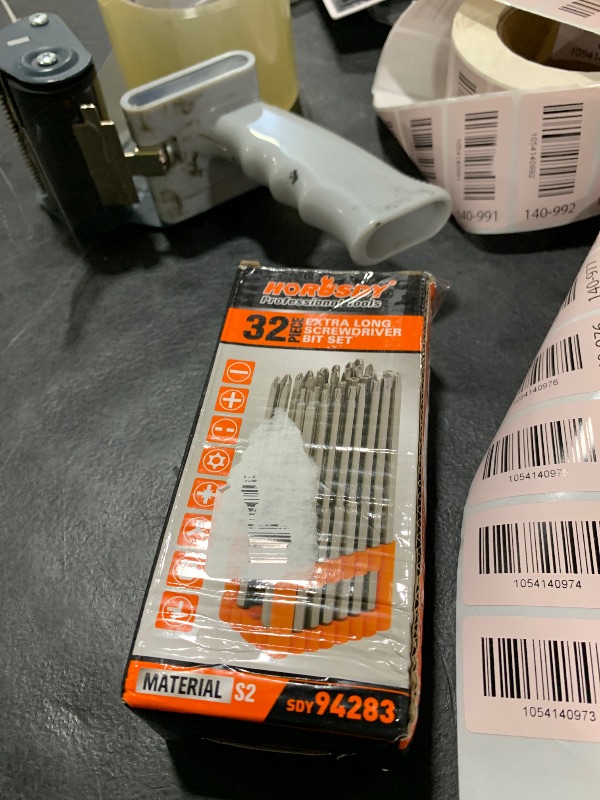 HORUSDY
Professional Tools
32 PIECE
EXTRA LONG
SCREWDRIVER
BIT SET
MATERIAL S2
SDY 94283
140-991
140-992
1054140992
1054140976
1054140974
1054140973